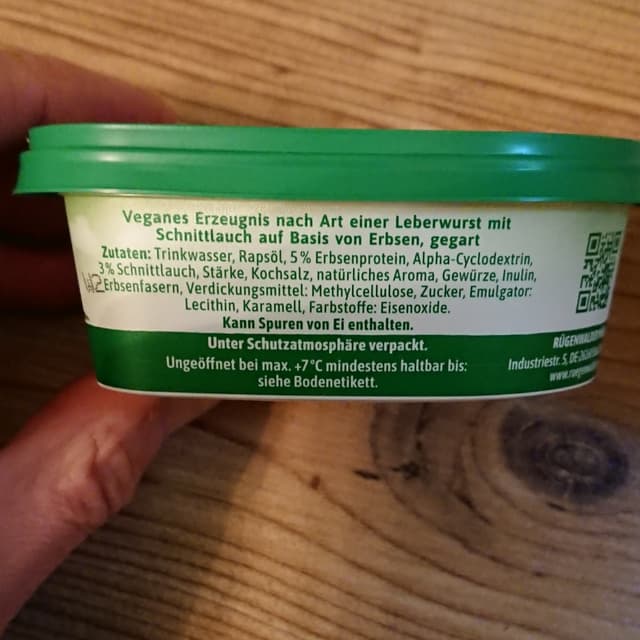 Veganes Erzeugnis nach Art einer Leberwurst mit
Schnittlauch auf Basis von Erbsen, gegart
Zutaten: Trinkwasser, Rapsöl, 5 % Erbsenprotein, Alpha-Cyclodextrin,
3 % Schnittlauch, Stärke, Kochsalz, natürliches Aroma, Gewürze, Inulin,
Erbsenfasern, Verdickungsmittel: Methylcellulose, Zucker, Emulgator:
Lecithin, Karamell, Farbstoffe: Eisenoxide.
Kann Spuren von Ei enthalten.
Unter Schutzatmosphäre verpackt.
Ungeöffnet bei max. +7°C mindestens haltbar bis:
siehe Bodenetikett.
Industriestr. 5,